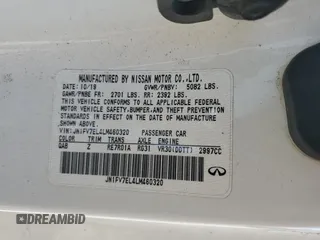 MANUFACTURED BY NISSAN MOTOR CO.,LTD.
DATE: 10/19 GVWR/PNBV: 5082 LBS.
GAWR/PNBE FR: 2701 LBS. RR: 2392 LBS.
THIS VEHICLE CONFORMS TO ALL APPLICABLE
FEDERAL MOTOR VEHICLE SAFETY, BUMPER,
AND THEFT PREVENTION STANDARDS IN EFFECT
ON THE DATE OF MANUFACTURE SHOWN ABOVE.
VIN:JN1FV7EL4LM660320 PASSENGER CAR
COLOR TRIM TRANS AXLE ENGINE
QAB Z RE7R01A R031 VR30(DDTT) 2997CC
JN1FV7EL4LM660320
INFINITI